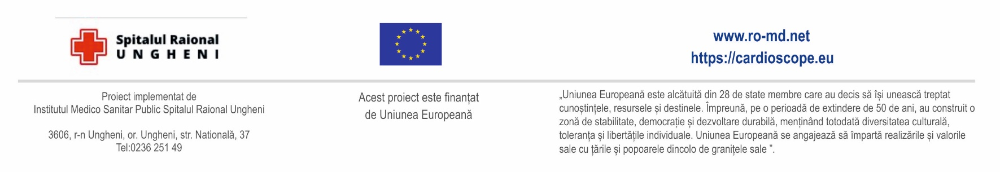 Spitalul Raional
UNGHENI
www.ro-md.net
https://cardioscope.eu
Proiect implementat de
Institutul Medico Sanitar Public Spitalul Raional Ungheni
3606, r-n Ungheni, or. Ungheni, str. Natională, 37
Tel:0236 251 49
Acest proiect este finanțat
de Uniunea Europeană
„Uniunea Europeană este alcătuită din 28 de state membre care au decis să își unească treptat
cunoștințele, resursele și destinele. Împreună, pe o perioadă de extindere de 50 de ani, au construit o
zonă de stabilitate, democrație și dezvoltare durabilă, menținând totodată diversitatea culturală,
toleranța și libertățile individuale. Uniunea Europeană se angajează să împartă realizările și valorile
sale cu țările și popoarele dincolo de granițele sale ”.